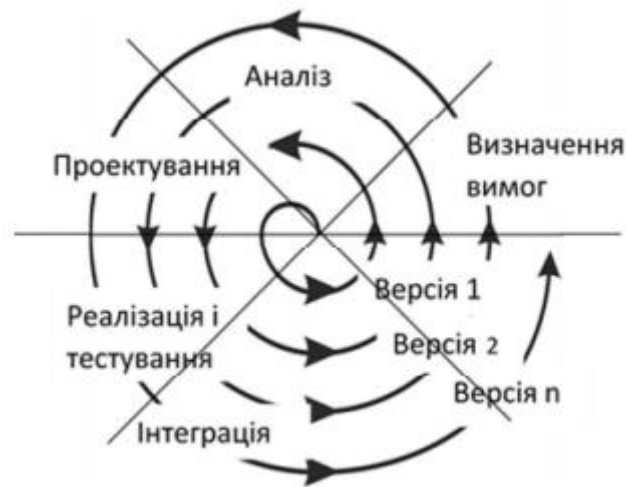 Аналіз
Визначення
вимог
Проектування
Версія 1
Реалізація і
тестування
Версія 2
Версія n
Інтеграція